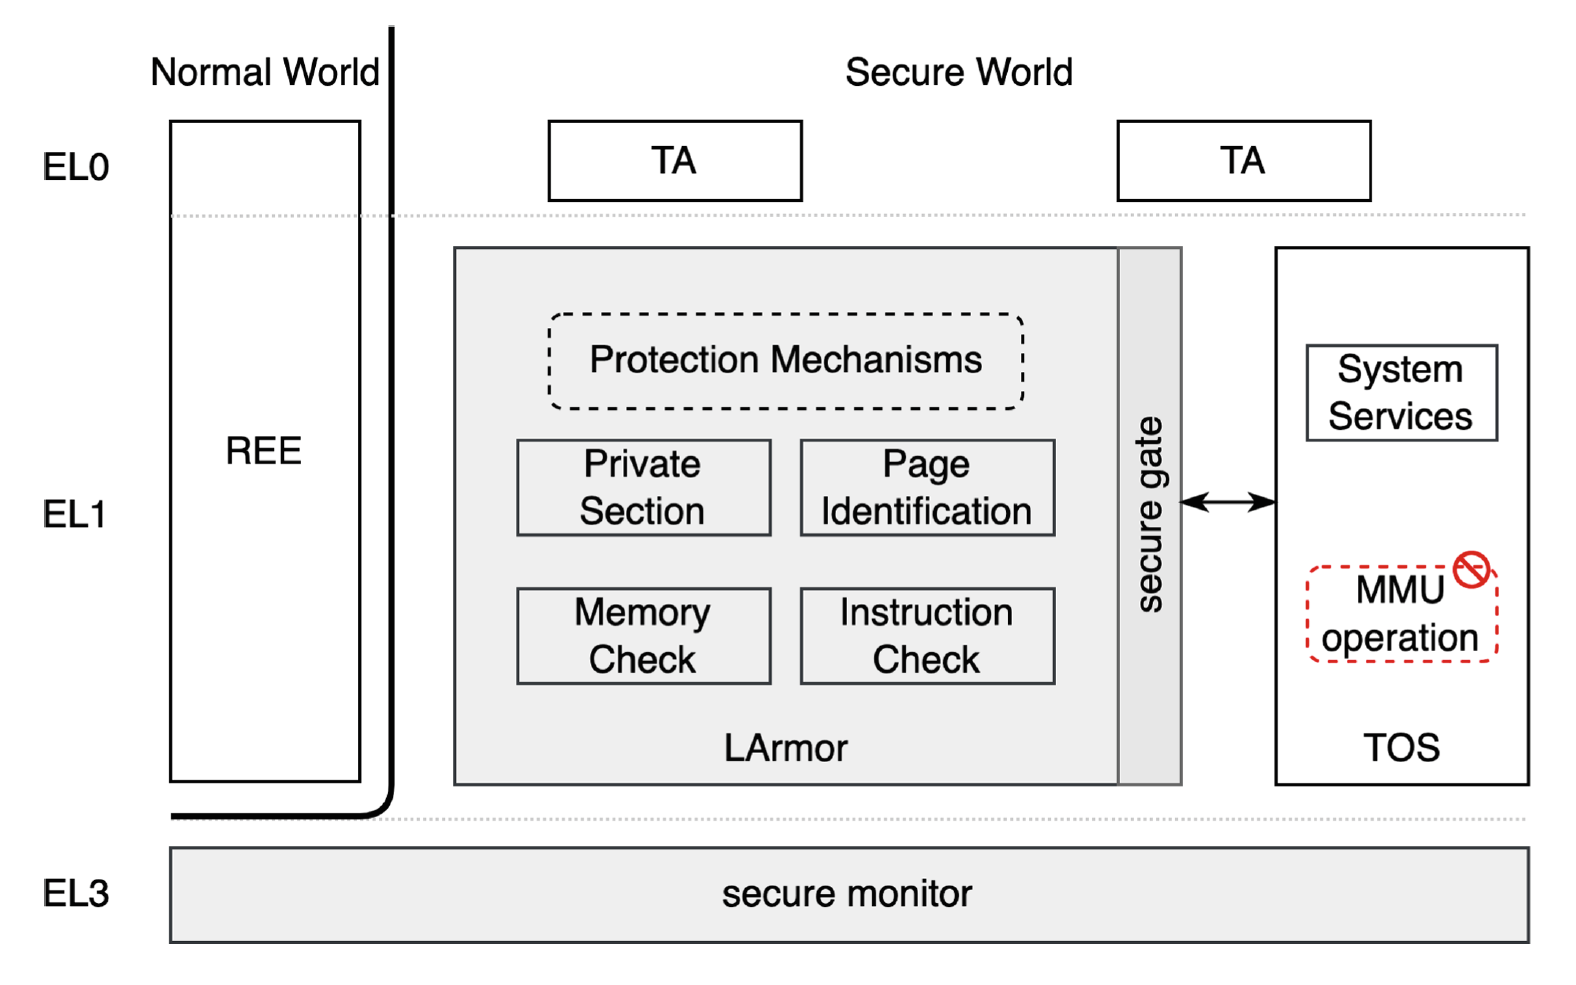 Normal World
Secure World
EL0
TA
TA
Protection Mechanisms
Private
Section
Page
Identification
Memory
Check
Instruction
Check
LArmor
secure gate
System
Services
MMU
operation
TOS
REE
EL1
EL3
secure monitor